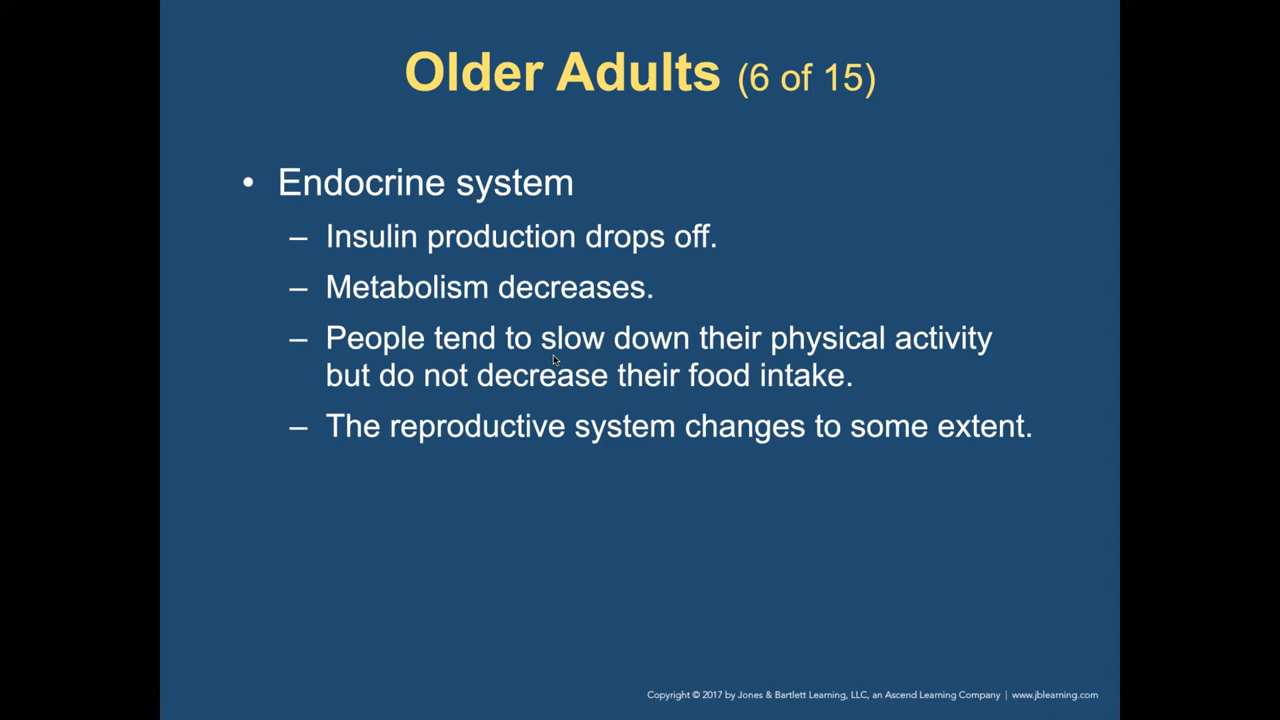 Older Adults (6 of 15)
• Endocrine system
– Insulin production drops off.
– Metabolism decreases.
– People tend to slow down their physical activity
but do not decrease their food intake.
– The reproductive system changes to some extent.
Copyright © 2017 by Jones & Bartlett Learning, LLC, an Ascend Learning Company | www.jblearning.com